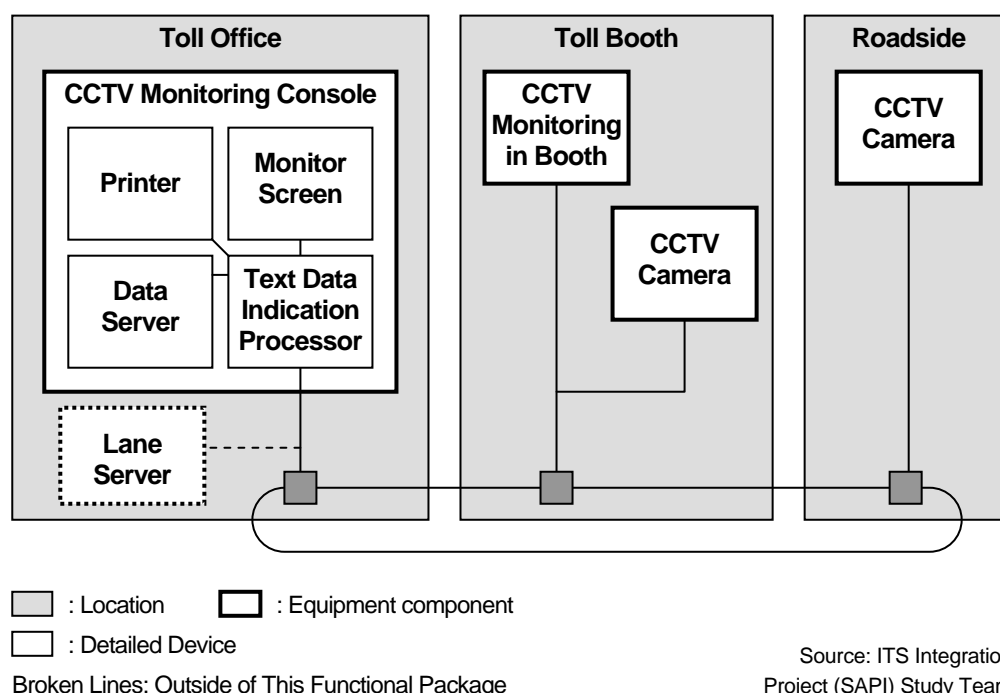 Toll Office
CCTV Monitoring Console
Printer
Monitor
Screen
Data
Server
Text Data
Indication
Processor
Lane
Server
Toll Booth
CCTV
Monitoring
in Booth
CCTV
Camera
Roadside
CCTV
Camera
: Location
: Equipment component
: Detailed Device
Broken Lines: Outside of This Functional Package
Source: ITS Integratio
Project (SAPI) Study Tear